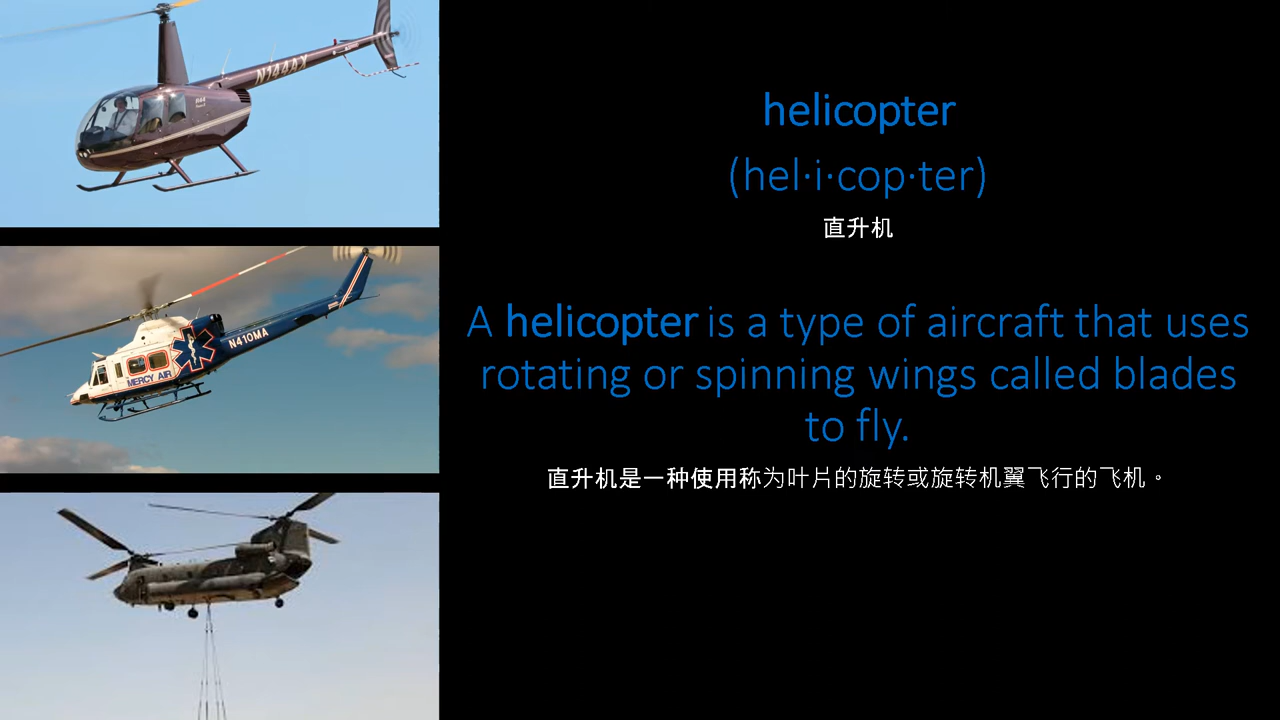 helicopter
(hel·i·cop·ter)
直升机
A helicopter is a type of aircraft that uses
rotating or spinning wings called blades
to fly.
直升机是一种使用称为叶片的旋转或旋转机翼飞行的飞机。
N144AX
N410MA
MERCY AIR